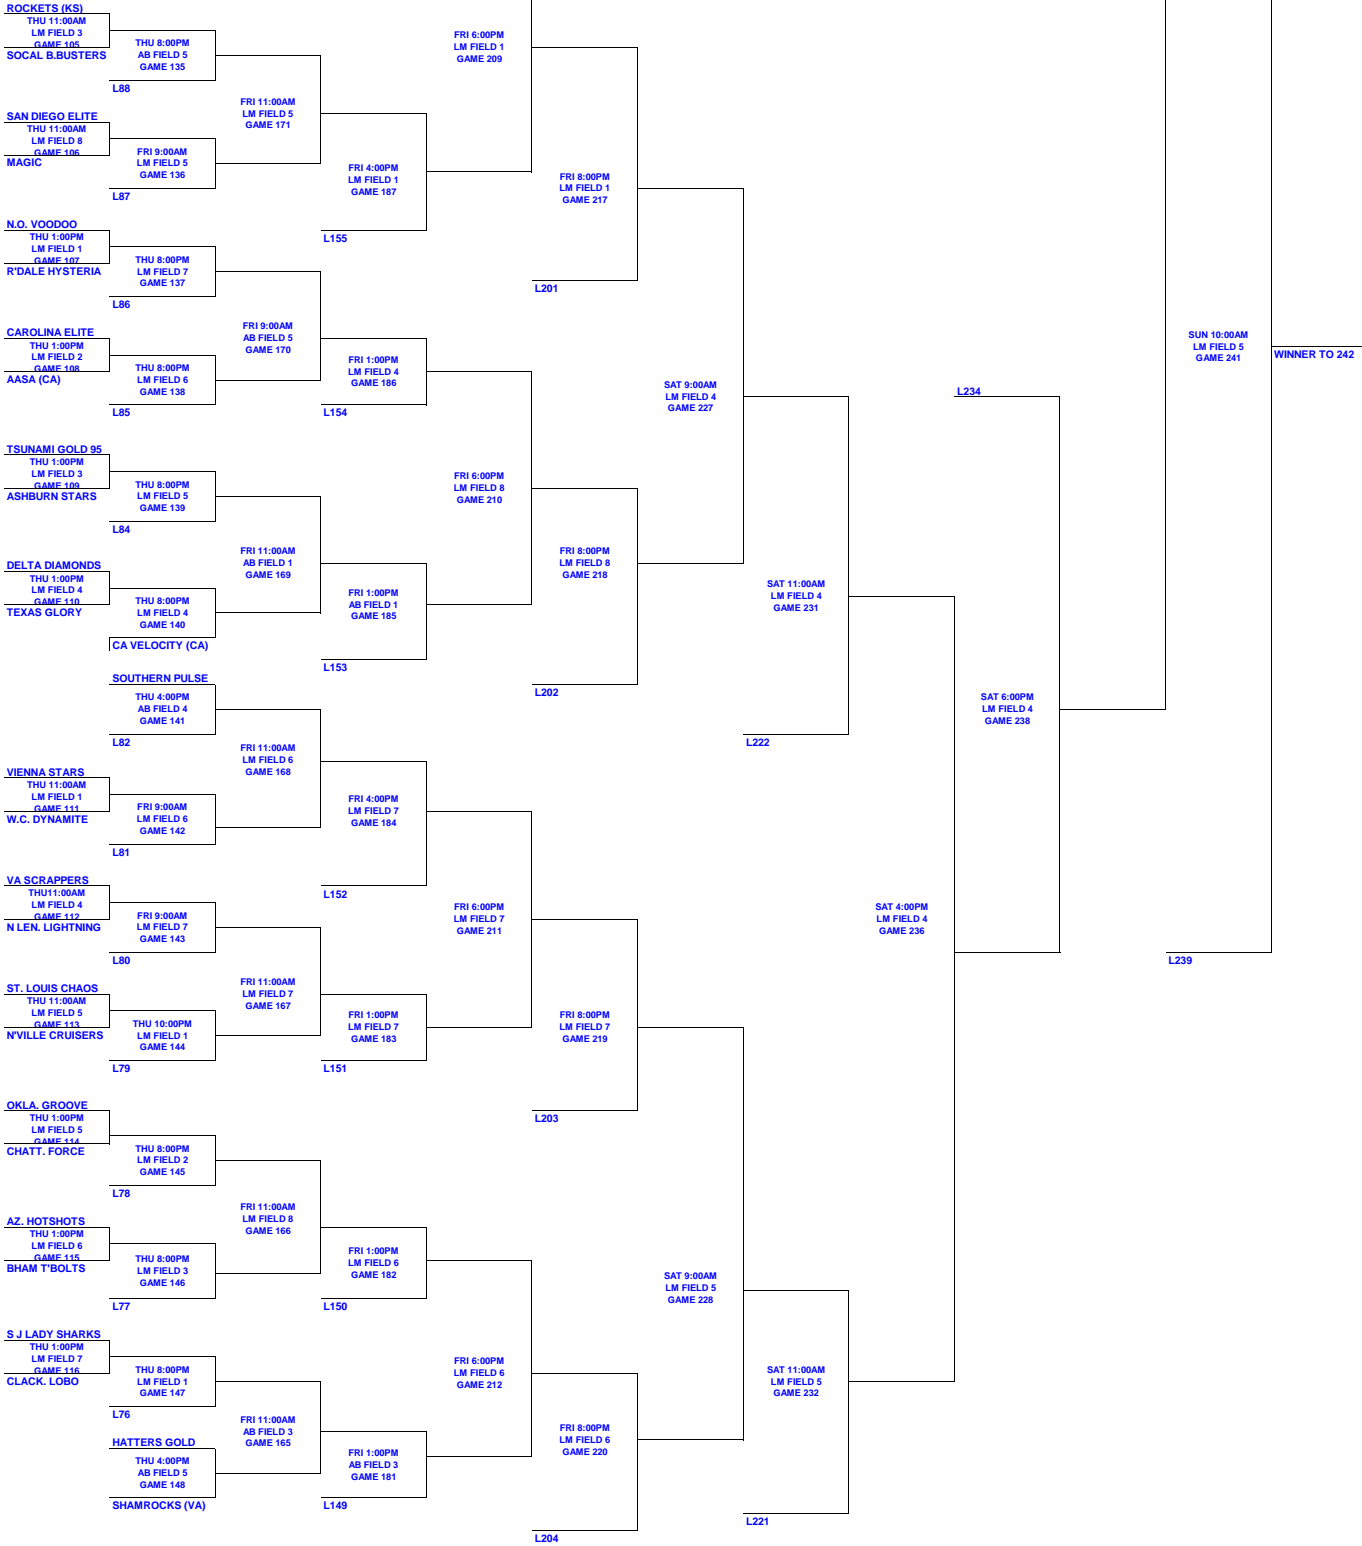 ROCKETS (KS)
THU 11:00AM
LM FIELD 3
GAME 105
SOCAL B.BUSTERS
THU 8:00PM
AB FIELD 5
GAME 135
L88
SAN DIEGO ELITE
THU 11:00AM
LM FIELD 8
GAME 106
MAGIC
FRI 9:00AM
LM FIELD 5
GAME 136
L87
FRI 11:00AM
LM FIELD 5
GAME 171
FRI 4:00PM
LM FIELD 1
GAME 187
L155
FRI 6:00PM
LM FIELD 1
GAME 209
FRI 8:00PM
LM FIELD 1
GAME 217
L201
N.O. VOODOO
THU 1:00PM
LM FIELD 1
GAME 107
R'DALE HYSTERIA
THU 8:00PM
LM FIELD 7
GAME 137
L86
CAROLINA ELITE
THU 1:00PM
LM FIELD 2
GAME 108
AASA (CA)
THU 8:00PM
LM FIELD 6
GAME 138
L85
FRI 9:00AM
AB FIELD 5
GAME 170
FRI 1:00PM
LM FIELD 4
GAME 186
L154
SAT 9:00AM
LM FIELD 4
GAME 227
L234
SUN 10:00AM
LM FIELD 5
GAME 241
WINNER TO 242
TSUNAMI GOLD 95
THU 1:00PM
LM FIELD 3
GAME 109
ASHBURN STARS
THU 8:00PM
LM FIELD 5
GAME 139
L84
DELTA DIAMONDS
THU 1:00PM
LM FIELD 4
GAME 110
TEXAS GLORY
THU 8:00PM
LM FIELD 4
GAME 140
CA VELOCITY (CA)
FRI 11:00AM
AB FIELD 1
GAME 169
FRI 1:00PM
AB FIELD 1
GAME 185
L153
FRI 6:00PM
LM FIELD 8
GAME 210
FRI 8:00PM
LM FIELD 8
GAME 218
L202
SAT 11:00AM
LM FIELD 4
GAME 231
L222
SAT 6:00PM
LM FIELD 4
GAME 238
SOUTHERN PULSE
THU 4:00PM
AB FIELD 4
GAME 141
L82
VIENNA STARS
THU 11:00AM
LM FIELD 1
GAME 111
W.C. DYNAMITE
FRI 9:00AM
LM FIELD 6
GAME 142
L81
FRI 11:00AM
LM FIELD 6
GAME 168
FRI 4:00PM
LM FIELD 7
GAME 184
L152
VA SCRAPPERS
THU11:00AM
LM FIELD 4
GAME 112
N LEN. LIGHTNING
FRI 9:00AM
LM FIELD 7
GAME 143
L80
ST. LOUIS CHAOS
THU 11:00AM
LM FIELD 5
GAME 113
N'VILLE CRUISERS
THU 10:00PM
LM FIELD 1
GAME 144
L79
FRI 11:00AM
LM FIELD 7
GAME 167
FRI 1:00PM
LM FIELD 7
GAME 183
L151
FRI 6:00PM
LM FIELD 7
GAME 211
FRI 8:00PM
LM FIELD 7
GAME 219
L203
SAT 4:00PM
LM FIELD 4
GAME 236
L239
OKLA. GROOVE
THU 1:00PM
LM FIELD 5
GAME 114
CHATT. FORCE
THU 8:00PM
LM FIELD 2
GAME 145
L78
AZ. HOTSHOTS
THU 1:00PM
LM FIELD 6
GAME 115
BHAM T'BOLTS
THU 8:00PM
LM FIELD 3
GAME 146
L77
FRI 11:00AM
LM FIELD 8
GAME 166
FRI 1:00PM
LM FIELD 6
GAME 182
L150
SAT 9:00AM
LM FIELD 5
GAME 228
S J LADY SHARKS
THU 1:00PM
LM FIELD 7
GAME 116
CLACK. LOBO
THU 8:00PM
LM FIELD 1
GAME 147
L76
HATTERS GOLD
THU 4:00PM
AB FIELD 5
GAME 148
SHAMROCKS (VA)
FRI 11:00AM
AB FIELD 3
GAME 165
FRI 1:00PM
AB FIELD 3
GAME 181
L149
FRI 6:00PM
LM FIELD 6
GAME 212
FRI 8:00PM
LM FIELD 6
GAME 220
L204
SAT 11:00AM
LM FIELD 5
GAME 232
L221